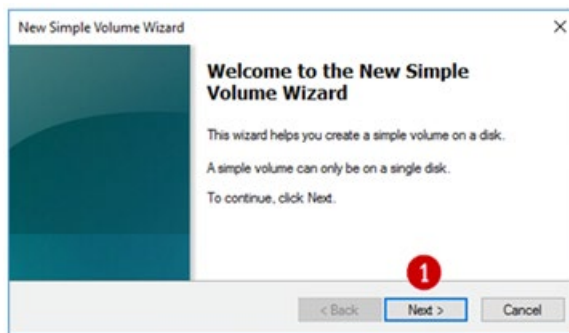 New Simple Volume Wizard
Welcome to the New Simple
Volume Wizard
This wizard helps you create a simple volume on a disk.
A simple volume can only be on a single disk.
To continue, click Next.
1
< Back Next > Cancel